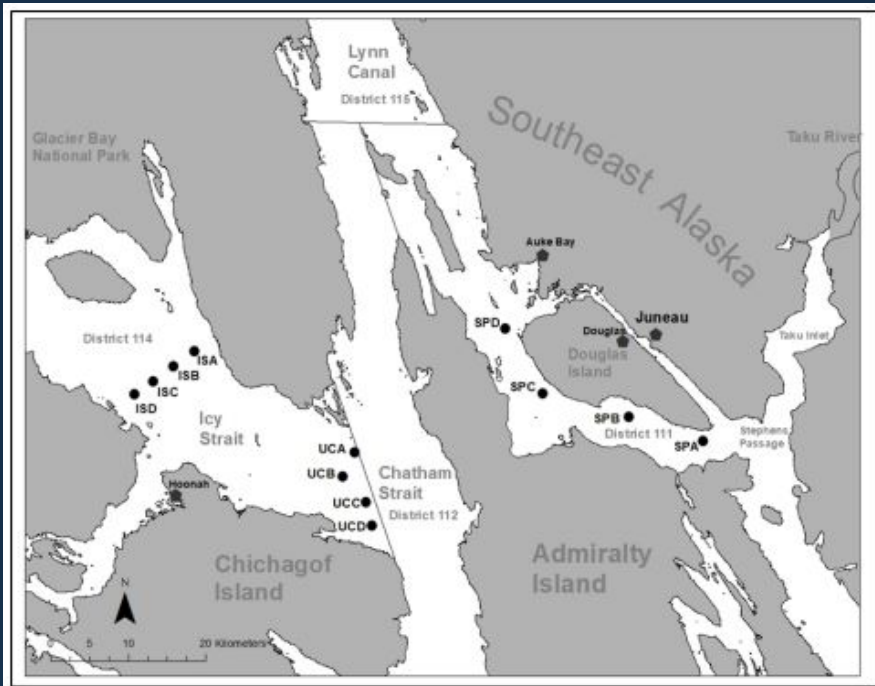 Lynn
Canal
District 115
Southeast Alaska
Glacier Bay
National Park
Taku River
Auke Bay
SPD
Juneau
Douglas
Douglas
Island
Taku Inlet
District 114
ISA
ISB
ISC
ISD
Icy
Strait
SPC
SPB
District 111
SPA
Stephens
Passage
UCA
UCB
UCC
UCD
Chatham
Strait
District 112
Hoonah
Chichagof
Island
Admiralty
Island
N
0 5 10 20 Kilometers